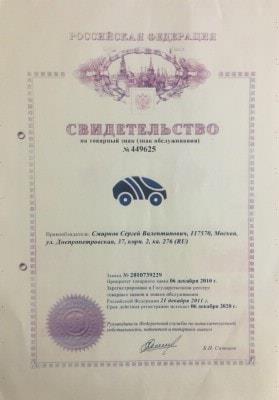 РОССИЙСКАЯ ФЕДЕРАЦИЯ
СВИДЕТЕЛЬСТВО
на товарный знак (знак обслуживания)
№ 449625
Правообладатель: Смирнов Сергей Валентинович, 117570, Москва,
ул. Днепропетровская, 37, корп. 2, кв. 276 (RU)
Заявка № 2010739229
Приоритет товарного знака 06 декабря 2010 г.
Зарегистрировано в Государственном реестре
товарных знаков и знаков обслуживания
Российской Федерации 21 декабря 2011 г.
Срок действия регистрации истекает 06 декабря 2020 г.
Руководитель Федеральной службы по интеллектуальной
собственности, патентам и товарным знакам
Б.П. Симонов